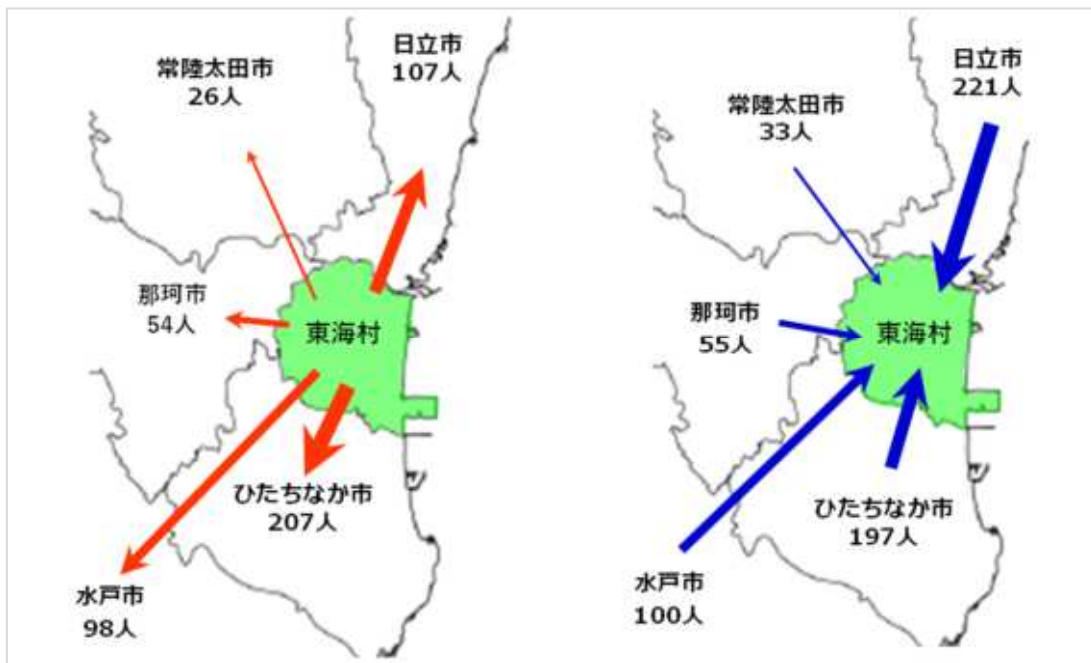 常陸太田市
26人
日立市
107人
那珂市
54人
東海村
ひたちなか市
207人
水戸市
98人
日立市
221人
常陸太田市
33人
那珂市
55人
東海村
ひたちなか市
197人
水戸市
100人